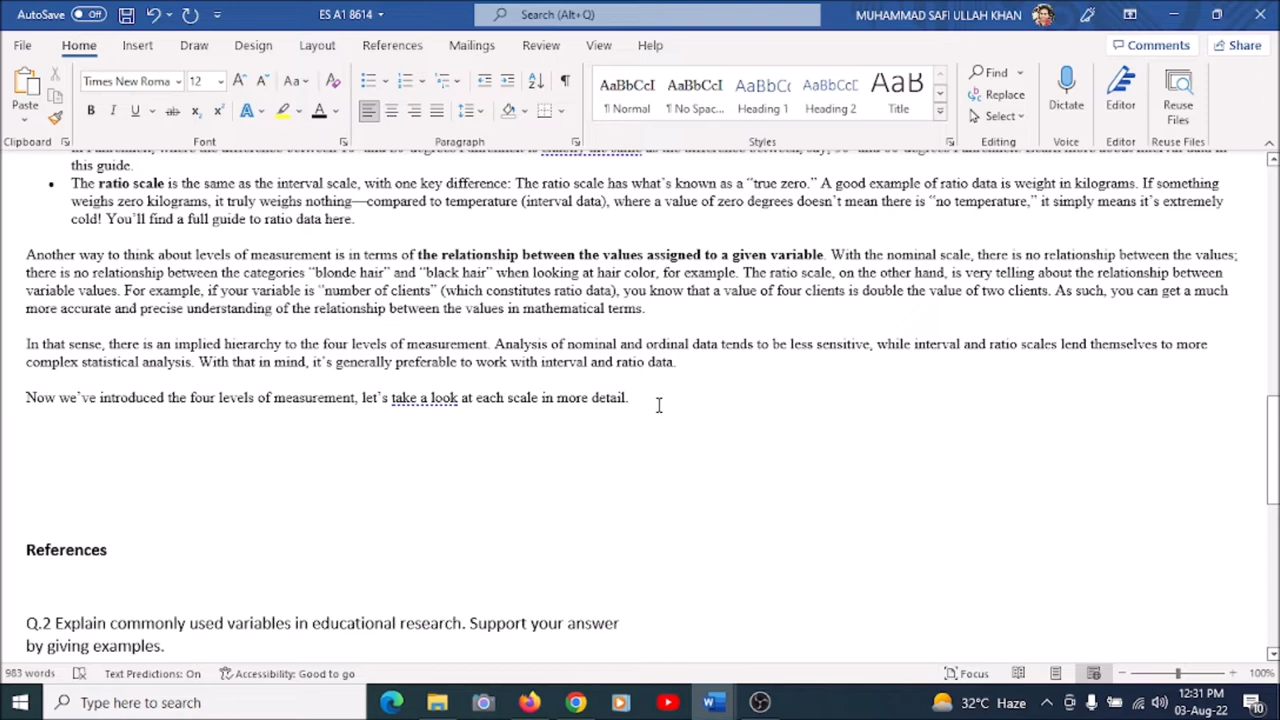 AutoSave Off ES A1 8614 Search (Alt+Q) MUHAMMAD SAFI ULLAH KHAN
File Home Insert Draw Design Layout References Mailings Review View Help Comments Share
Times New Roma 12 Aa AaBbCcI AaBbCcI AaBbCc AaBbCcI AaB Find
Paste B I U ab x₂ x² A A ¶ Normal ¶ No Spac... Heading 1 Heading 2 Title Replace Select Dictate Editor Reuse Files
Clipboard Font Paragraph Styles Editing Voice Editor Reuse Files
this guide.
• The ratio scale is the same as the interval scale, with one key difference: The ratio scale has what’s known as a “true zero.” A good example of ratio data is weight in kilograms. If something
weighs zero kilograms, it truly weighs nothing—compared to temperature (interval data), where a value of zero degrees doesn’t mean there is “no temperature,” it simply means it’s extremely
cold! You’ll find a full guide to ratio data here.
Another way to think about levels of measurement is in terms of the relationship between the values assigned to a given variable. With the nominal scale, there is no relationship between the values;
there is no relationship between the categories “blonde hair” and “black hair” when looking at hair color, for example. The ratio scale, on the other hand, is very telling about the relationship between
variable values. For example, if your variable is “number of clients” (which constitutes ratio data), you know that a value of four clients is double the value of two clients. As such, you can get a much
more accurate and precise understanding of the relationship between the values in mathematical terms.
In that sense, there is an implied hierarchy to the four levels of measurement. Analysis of nominal and ordinal data tends to be less sensitive, while interval and ratio scales lend themselves to more
complex statistical analysis. With that in mind, it’s generally preferable to work with interval and ratio data.
Now we’ve introduced the four levels of measurement, let’s take a look at each scale in more detail.
References
Q.2 Explain commonly used variables in educational research. Support your answer
by giving examples.
983 words Text Predictions: On Accessibility: Good to go Focus 100%
Type here to search 32°C Haze 12:31 PM
03-Aug-22 10